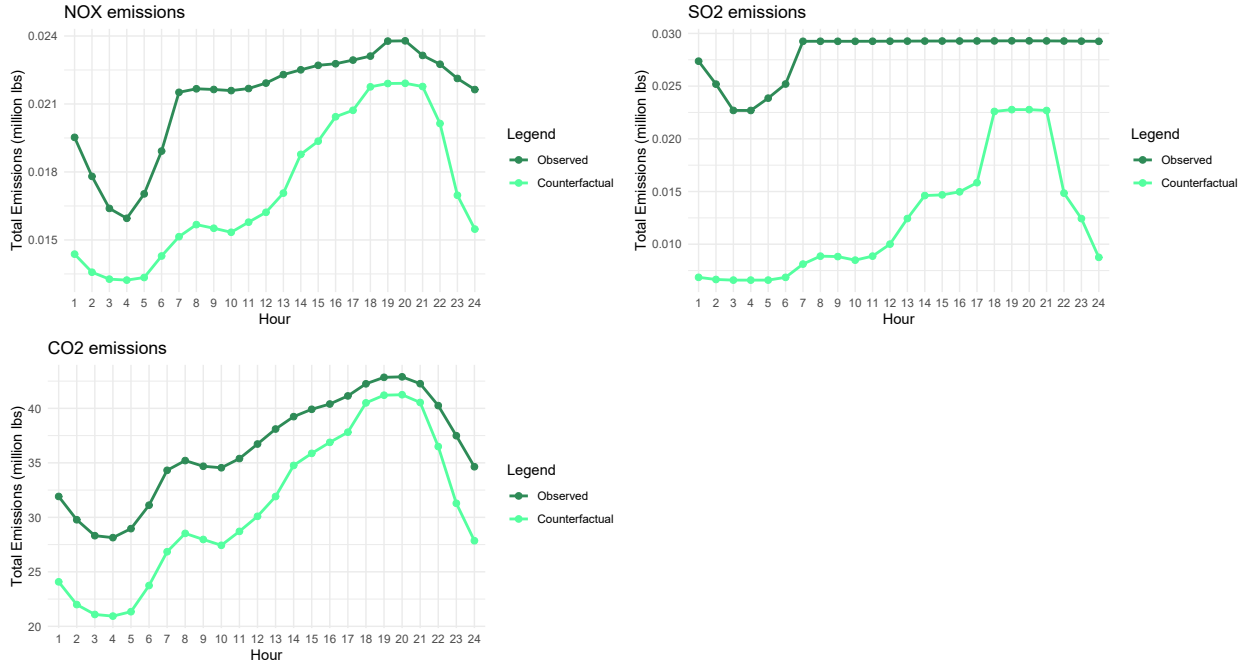 NOX emissions
Total Emissions (million lbs)
0.024
0.021
0.018
0.015
1 2 3 4 5 6 7 8 9 10 11 12 13 14 15 16 17 18 19 20 21 22 23 24
Hour
Legend
Observed
Counterfactual
SO2 emissions
Total Emissions (million lbs)
0.030
0.025
0.020
0.015
0.010
1 2 3 4 5 6 7 8 9 10 11 12 13 14 15 16 17 18 19 20 21 22 23 24
Hour
Legend
Observed
Counterfactual
CO2 emissions
Total Emissions (million lbs)
40
35
30
25
20
1 2 3 4 5 6 7 8 9 10 11 12 13 14 15 16 17 18 19 20 21 22 23 24
Hour
Legend
Observed
Counterfactual